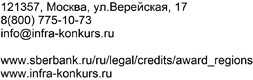 121357, Москва, ул.Верейская, 17
8(800) 775-10-73
info@infra-konkurs.ru
www.sberbank.ru/ru/legal/credits/award_regions
www.infra-konkurs.ru